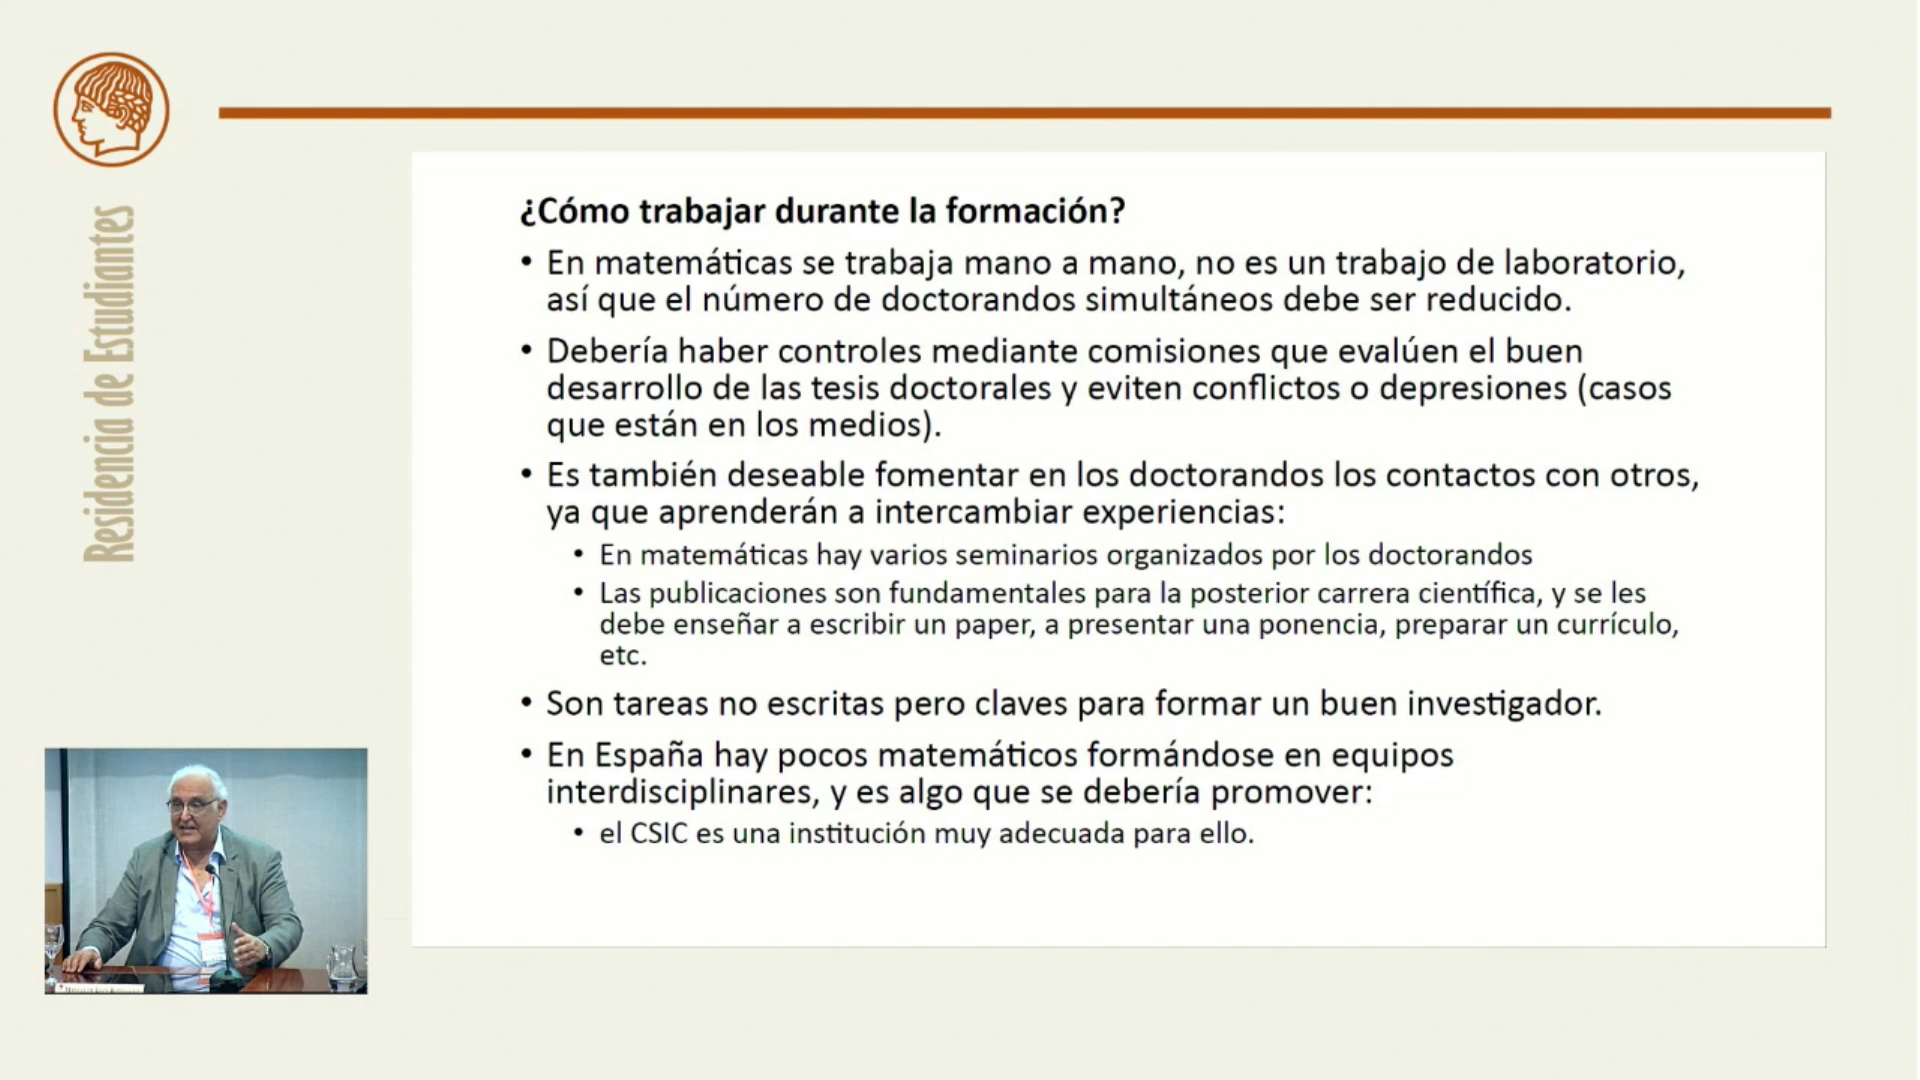 Residencia de Estudiantes
¿Cómo trabajar durante la formación?
• En matemáticas se trabaja mano a mano, no es un trabajo de laboratorio,
así que el número de doctorandos simultáneos debe ser reducido.
• Debería haber controles mediante comisiones que evalúen el buen
desarrollo de las tesis doctorales y eviten conflictos o depresiones (casos
que están en los medios).
• Es también deseable fomentar en los doctorandos los contactos con otros,
ya que aprenderán a intercambiar experiencias:
• En matemáticas hay varios seminarios organizados por los doctorandos
• Las publicaciones son fundamentales para la posterior carrera científica, y se les
debe enseñar a escribir un paper, a presentar una ponencia, preparar un currículo,
etc.
• Son tareas no escritas pero claves para formar un buen investigador.
• En España hay pocos matemáticos formándose en equipos
interdisciplinares, y es algo que se debería promover:
• el CSIC es una institución muy adecuada para ello.